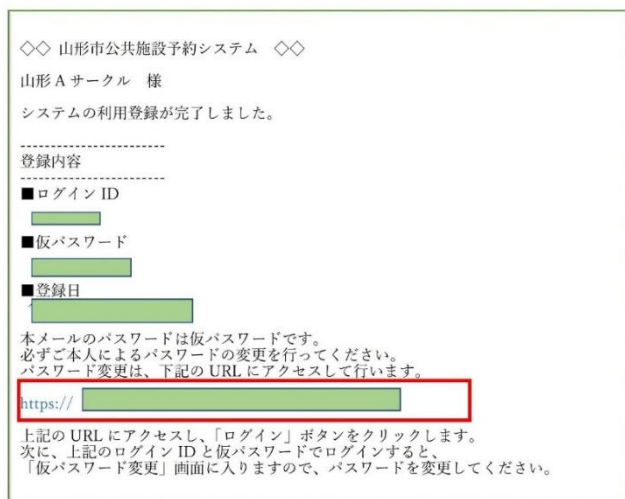 ◇◇ 山形市公共施設予約システム ◇◇
山形 A サークル 様
システムの利用登録が完了しました。
------------------------
登録内容
------------------------
■ログイン ID
■仮パスワード
■登録日
本メールのパスワードは仮パスワードです。
必ずご本人によるパスワードの変更を行ってください。
パスワード変更は、下記の URL にアクセスして行います。
https://
上記の URL にアクセスし、「ログイン」ボタンをクリックします。
次に、上記のログイン ID と仮パスワードでログインすると、
「仮パスワード変更」画面に入りますので、パスワードを変更してください。